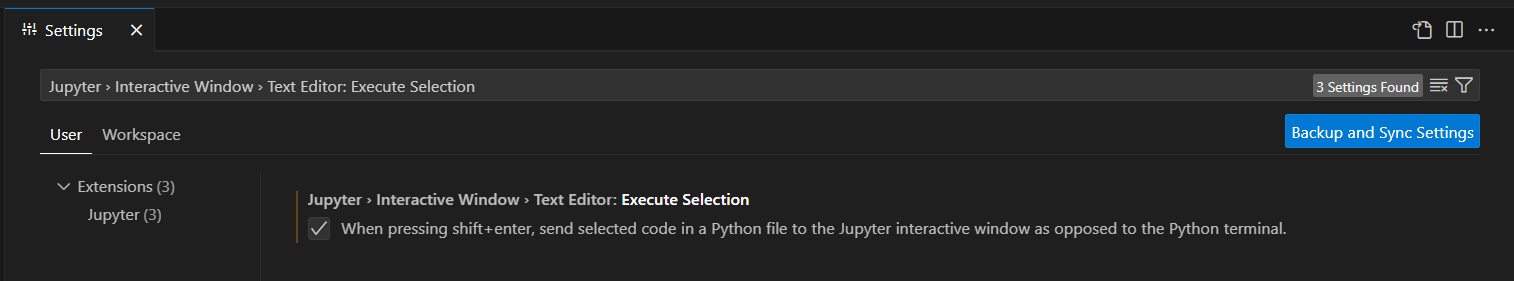 Settings
Jupyter › Interactive Window › Text Editor: Execute Selection
3 Settings Found
User
Workspace
Backup and Sync Settings
Extensions (3)
Jupyter (3)
Jupyter › Interactive Window › Text Editor: Execute Selection
When pressing shift+enter, send selected code in a Python file to the Jupyter interactive window as opposed to the Python terminal.